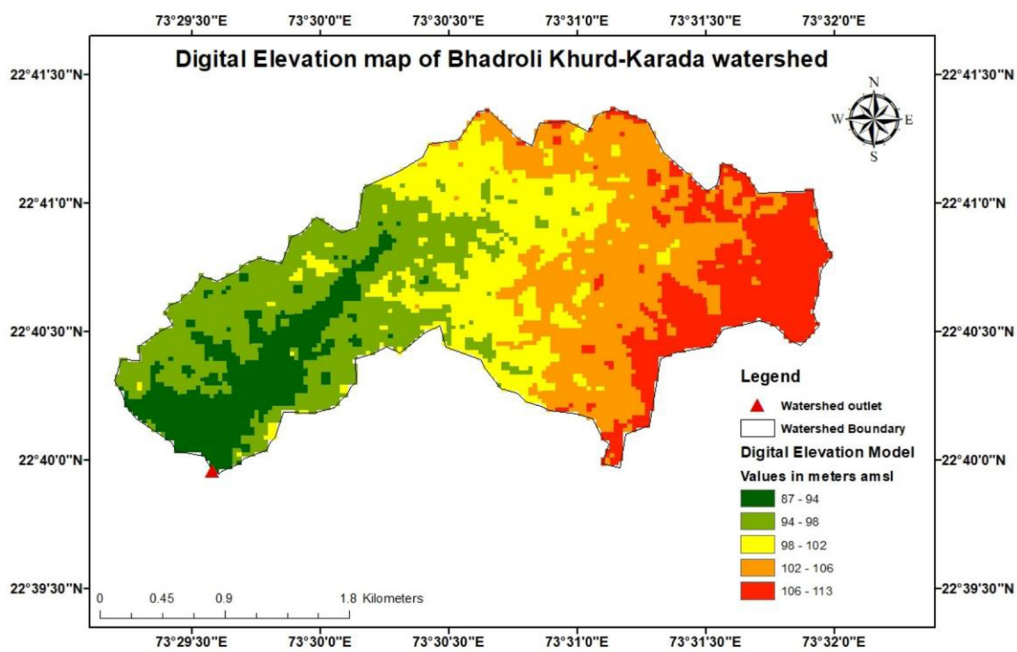 73°29'30"E 73°30'0"E 73°30'30"E 73°31'0"E 73°31'30"E 73°32'0"E
Digital Elevation map of Bhadroli Khurd-Karada watershed
22°41'30"N 22°41'30"N
N
W E
S
22°41'0"N 22°41'0"N
22°40'30"N 22°40'30"N
Legend
Watershed outlet
Watershed Boundary
22°40'0"N 22°40'0"N
Digital Elevation Model
Values in meters amsl
87 - 94
94 - 98
98 - 102
102 - 106
106 - 113
22°39'30"N 22°39'30"N
0 0.45 0.9 1.8 Kilometers
73°29'30"E 73°30'0"E 73°30'30"E 73°31'0"E 73°31'30"E 73°32'0"E